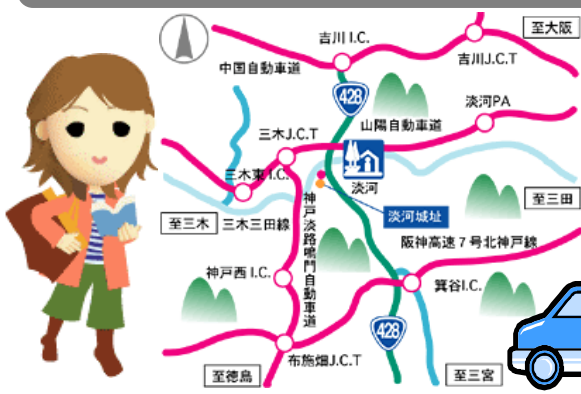 至大阪
吉川 I.C.
吉川J.C.T
中国自動車道
428
淡河PA
山陽自動車道
三木J.C.T
三木東 I.C.
淡河
至三田
淡河城址
至三木
三木三田線
神戸淡路鳴門自動車道
阪神高速７号北神戸線
神戸西 I.C.
箕谷I.C.
428
布施畑J.C.T
至徳島
至三宮